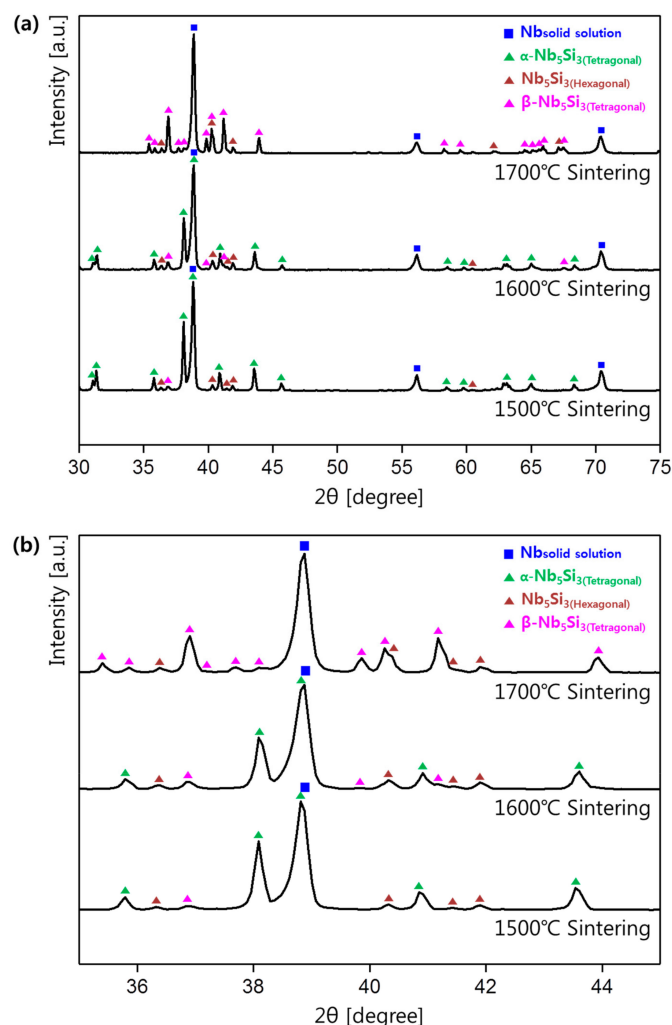 (a)
Intensity [a.u.]
■ Nbsolid solution
▲ α-Nb₅Si₃(Tetragonal)
▲ Nb₅Si₃(Hexagonal)
▲ β-Nb₅Si₃(Tetragonal)
1700℃ Sintering
1600℃ Sintering
1500℃ Sintering
30 35 40 45 50 55 60 65 70 75
2θ [degree]
(b)
Intensity [a.u.]
■ Nbsolid solution
▲ α-Nb₅Si₃(Tetragonal)
▲ Nb₅Si₃(Hexagonal)
▲ β-Nb₅Si₃(Tetragonal)
1700℃ Sintering
1600℃ Sintering
1500℃ Sintering
36 38 40 42 44
2θ [degree]